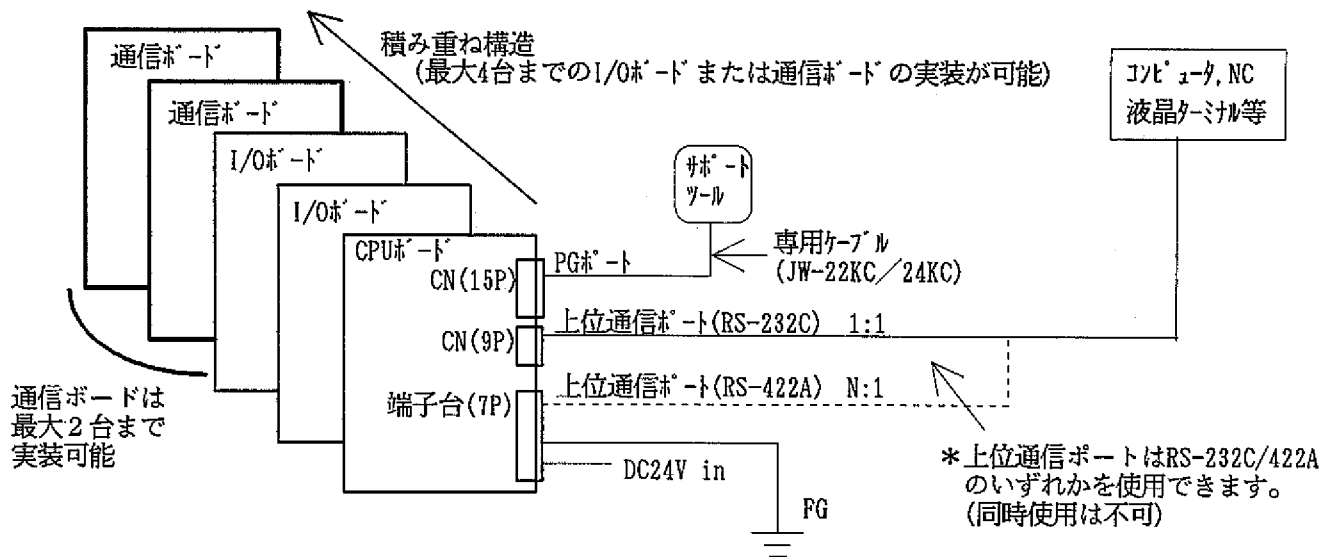 通信ボード
積み重ね構造
(最大4台までのI/Oボードまたは通信ボードの実装が可能)
コンピュータ,NC
液晶ターミナル等
通信ボード
I/Oボード
サポート
ツール
I/Oボード
CPUボード
PGポート
専用ケーブル
(JW-22KC/24KC)
CN(15P)
上位通信ポート(RS-232C) 1:1
CN(9P)
上位通信ポート(RS-422A) N:1
端子台(7P)
通信ボードは
最大2台まで
実装可能
DC24V in
FG
*上位通信ポートはRS-232C/422A
のいずれかを使用できます。
(同時使用は不可)